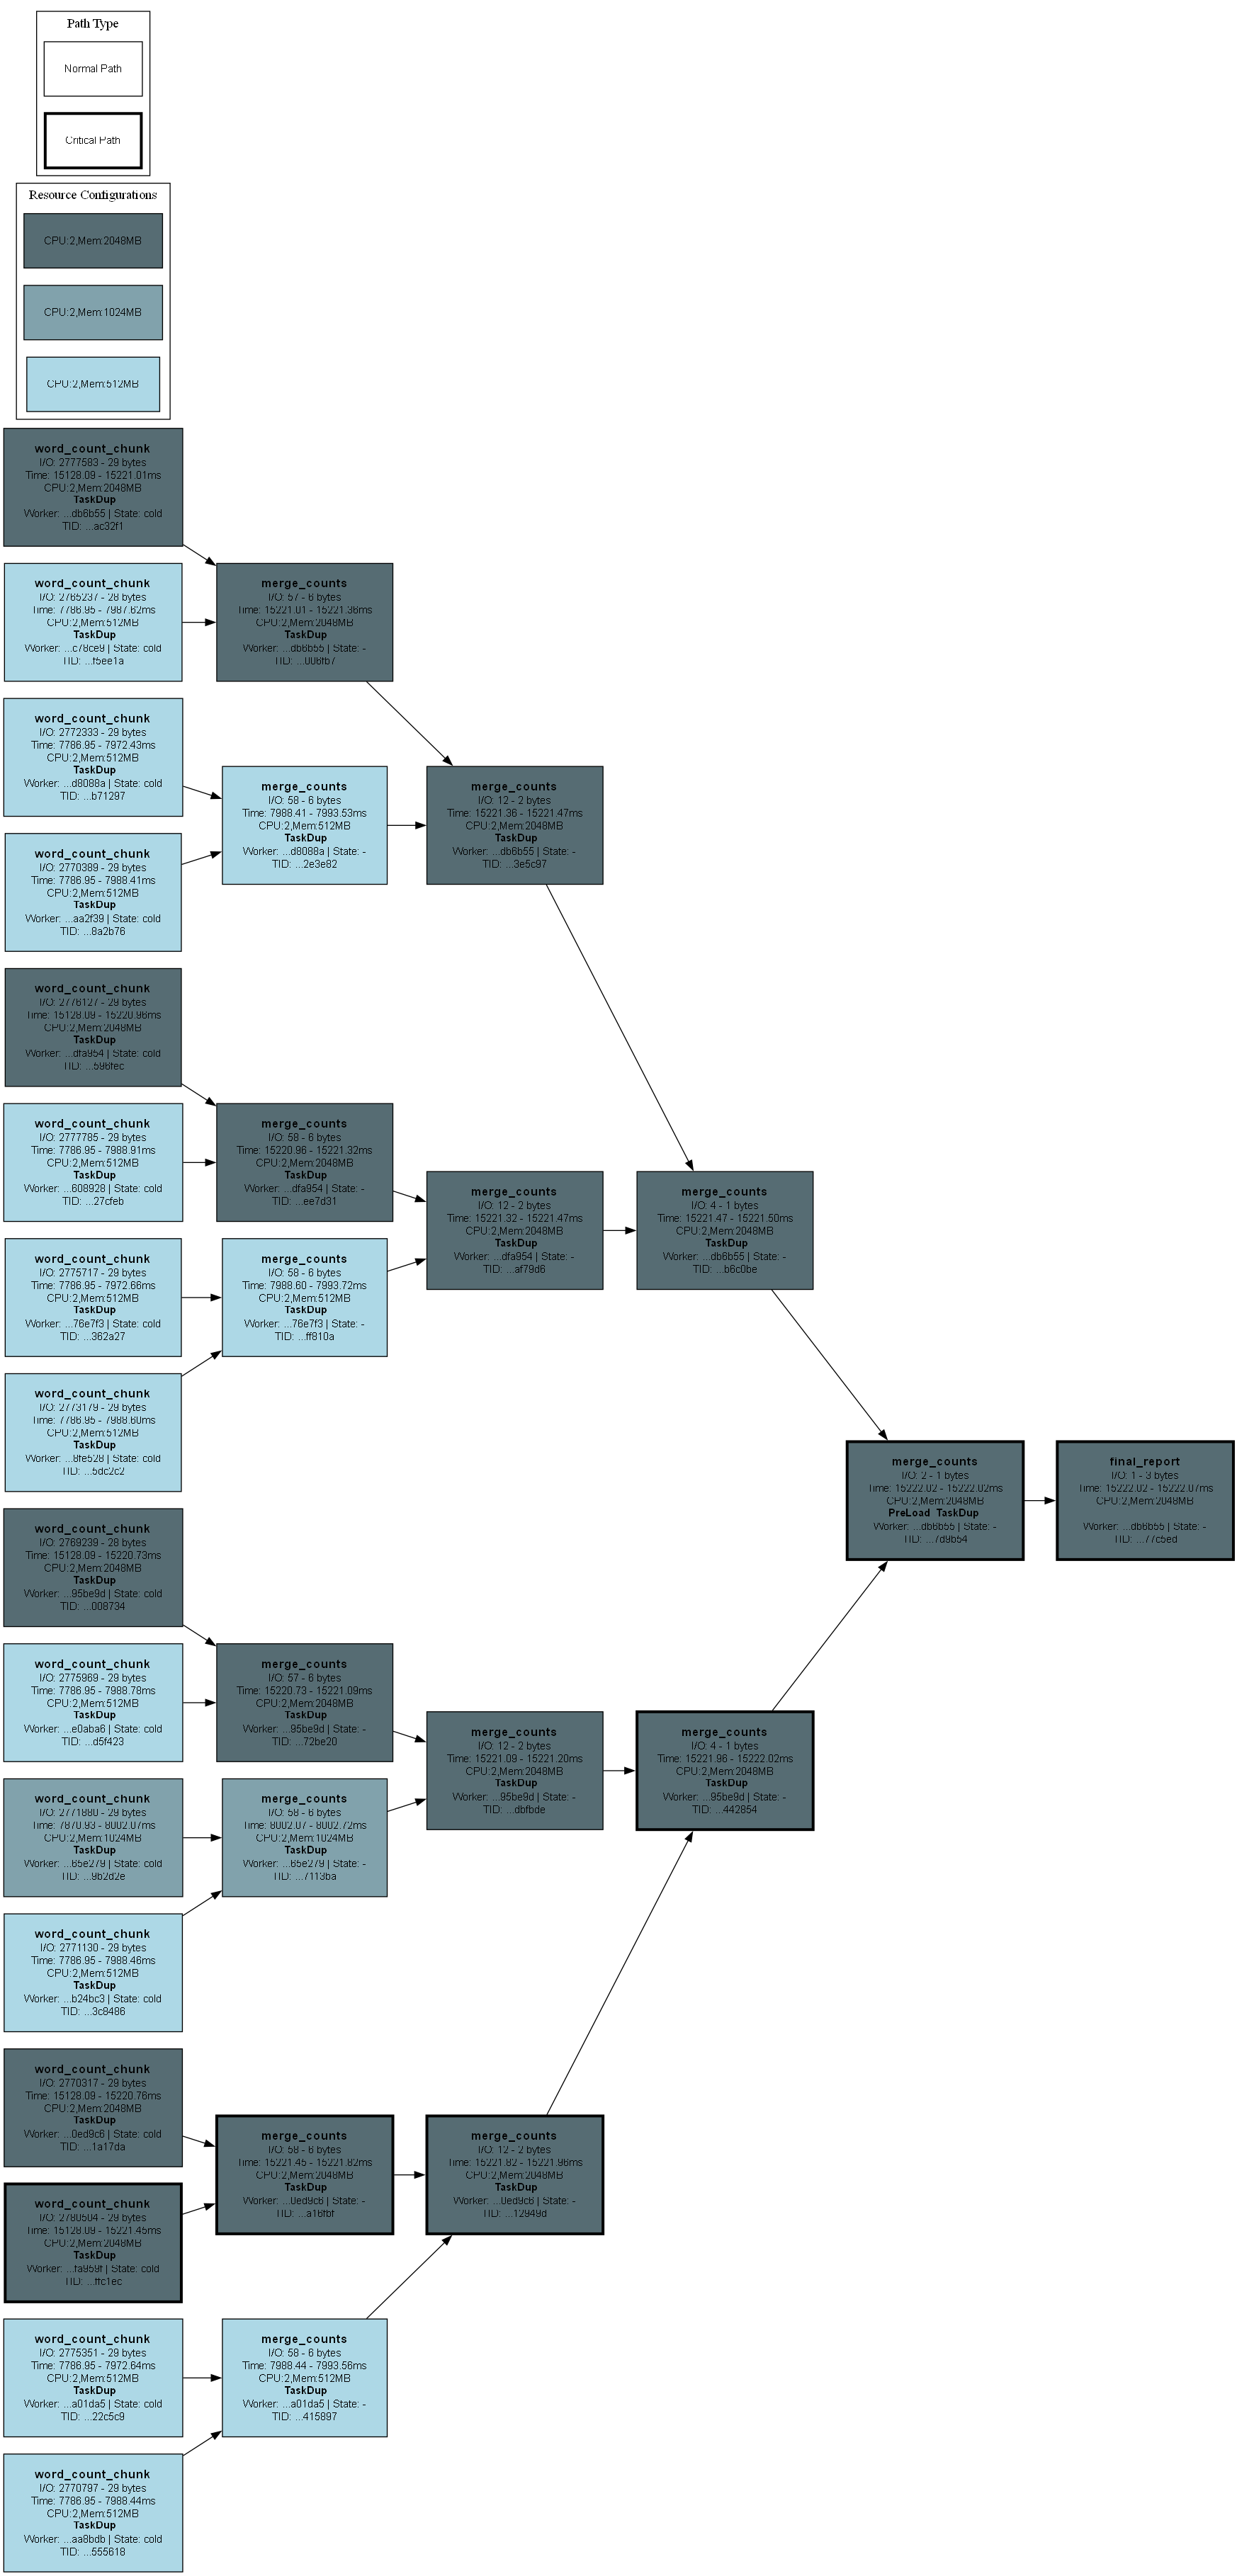 Path Type
Normal Path
Critical Path
Resource Configurations
CPU:2,Mem:2048MB
CPU:2,Mem:1024MB
CPU:2,Mem:512MB
word_count_chunk
I/O: 2777583 - 29 bytes
Time: 15128.09 - 15221.01ms
CPU:2,Mem:2048MB
TaskDup
Worker: ...db6b55 | State: cold
TID: ...ac32f1
word_count_chunk
I/O: 2765237 - 28 bytes
Time: 7786.95 - 7987.62ms
CPU:2,Mem:512MB
TaskDup
Worker: ...c78ce9 | State: cold
TID: ...f5ee1a
merge_counts
I/O: 57 - 6 bytes
Time: 15221.01 - 15221.36ms
CPU:2,Mem:2048MB
TaskDup
Worker: ...db6b55 | State: -
TID: ...006fb7
word_count_chunk
I/O: 2772333 - 29 bytes
Time: 7786.95 - 7972.43ms
CPU:2,Mem:512MB
TaskDup
Worker: ...d8088a | State: cold
TID: ...b71297
word_count_chunk
I/O: 2770389 - 29 bytes
Time: 7786.95 - 7988.41ms
CPU:2,Mem:512MB
TaskDup
Worker: ...aa2f39 | State: cold
TID: ...8a2b76
merge_counts
I/O: 58 - 6 bytes
Time: 7988.41 - 7993.53ms
CPU:2,Mem:512MB
TaskDup
Worker: ...d8088a | State: -
TID: ...2e3e82
merge_counts
I/O: 12 - 2 bytes
Time: 15221.36 - 15221.47ms
CPU:2,Mem:2048MB
TaskDup
Worker: ...db6b55 | State: -
TID: ...3e5c97
word_count_chunk
I/O: 2776127 - 29 bytes
Time: 15128.09 - 15220.96ms
CPU:2,Mem:2048MB
TaskDup
Worker: ...dfa954 | State: cold
TID: ...596fec
word_count_chunk
I/O: 2777785 - 29 bytes
Time: 7786.95 - 7988.91ms
CPU:2,Mem:512MB
TaskDup
Worker: ...608928 | State: cold
TID: ...27cfeb
merge_counts
I/O: 58 - 6 bytes
Time: 15220.96 - 15221.32ms
CPU:2,Mem:2048MB
TaskDup
Worker: ...dfa954 | State: -
TID: ...ee7d31
merge_counts
I/O: 12 - 2 bytes
Time: 15221.32 - 15221.47ms
CPU:2,Mem:2048MB
TaskDup
Worker: ...dfa954 | State: -
TID: ...af79d6
merge_counts
I/O: 4 - 1 bytes
Time: 15221.47 - 15221.50ms
CPU:2,Mem:2048MB
TaskDup
Worker: ...db6b55 | State: -
TID: ...b6c0be
word_count_chunk
I/O: 2775717 - 29 bytes
Time: 7786.95 - 7972.66ms
CPU:2,Mem:512MB
TaskDup
Worker: ...76e7f3 | State: cold
TID: ...362a27
merge_counts
I/O: 58 - 6 bytes
Time: 7988.60 - 7993.72ms
CPU:2,Mem:512MB
TaskDup
Worker: ...76e7f3 | State: -
TID: ...ff810a
word_count_chunk
I/O: 2773179 - 29 bytes
Time: 7786.95 - 7988.60ms
CPU:2,Mem:512MB
TaskDup
Worker: ...8fe528 | State: cold
TID: ...5dc2c2
merge_counts
I/O: 2 - 1 bytes
Time: 15222.02 - 15222.02ms
CPU:2,Mem:2048MB
PreLoad TaskDup
Worker: ...db6b55 | State: -
TID: ...7d9b54
final_report
I/O: 1 - 3 bytes
Time: 15222.02 - 15222.07ms
CPU:2,Mem:2048MB
Worker: ...db6b55 | State: -
TID: ...77c5ed
word_count_chunk
I/O: 2769239 - 28 bytes
Time: 15128.09 - 15220.73ms
CPU:2,Mem:2048MB
TaskDup
Worker: ...95be9d | State: cold
TID: ...008734
word_count_chunk
I/O: 2775969 - 29 bytes
Time: 7786.95 - 7988.78ms
CPU:2,Mem:512MB
TaskDup
Worker: ...e0aba6 | State: cold
TID: ...d5f423
merge_counts
I/O: 57 - 6 bytes
Time: 15220.73 - 15221.09ms
CPU:2,Mem:2048MB
TaskDup
Worker: ...95be9d | State: -
TID: ...72be20
merge_counts
I/O: 12 - 2 bytes
Time: 15221.09 - 15221.20ms
CPU:2,Mem:2048MB
TaskDup
Worker: ...95be9d | State: -
TID: ...dbfbde
merge_counts
I/O: 4 - 1 bytes
Time: 15221.96 - 15222.02ms
CPU:2,Mem:2048MB
TaskDup
Worker: ...95be9d | State: -
TID: ...442854
word_count_chunk
I/O: 2771880 - 29 bytes
Time: 7870.93 - 8002.07ms
CPU:2,Mem:1024MB
TaskDup
Worker: ...65e279 | State: cold
TID: ...9b2d2e
merge_counts
I/O: 58 - 6 bytes
Time: 8002.07 - 8002.72ms
CPU:2,Mem:1024MB
TaskDup
Worker: ...65e279 | State: -
TID: ...7113ba
word_count_chunk
I/O: 2771130 - 29 bytes
Time: 7786.95 - 7988.46ms
CPU:2,Mem:512MB
TaskDup
Worker: ...b24bc3 | State: cold
TID: ...3c8486
word_count_chunk
I/O: 2770317 - 29 bytes
Time: 15128.09 - 15220.76ms
CPU:2,Mem:2048MB
TaskDup
Worker: ...0ed9c6 | State: cold
TID: ...1a17da
merge_counts
I/O: 58 - 6 bytes
Time: 15221.45 - 15221.82ms
CPU:2,Mem:2048MB
TaskDup
Worker: ...0ed9c6 | State: -
TID: ...a16fbf
merge_counts
I/O: 12 - 2 bytes
Time: 15221.82 - 15221.96ms
CPU:2,Mem:2048MB
TaskDup
Worker: ...0ed9c6 | State: -
TID: ...12949d
word_count_chunk
I/O: 2780504 - 29 bytes
Time: 15128.09 - 15221.45ms
CPU:2,Mem:2048MB
TaskDup
Worker: ...fa959f | State: cold
TID: ...ffc1ec
word_count_chunk
I/O: 2775351 - 29 bytes
Time: 7786.95 - 7972.64ms
CPU:2,Mem:512MB
TaskDup
Worker: ...a01da5 | State: cold
TID: ...22c5c9
merge_counts
I/O: 58 - 6 bytes
Time: 7988.44 - 7993.56ms
CPU:2,Mem:512MB
TaskDup
Worker: ...a01da5 | State: -
TID: ...415897
word_count_chunk
I/O: 2770797 - 29 bytes
Time: 7786.95 - 7988.44ms
CPU:2,Mem:512MB
TaskDup
Worker: ...aa8bdb | State: cold
TID: ...555618